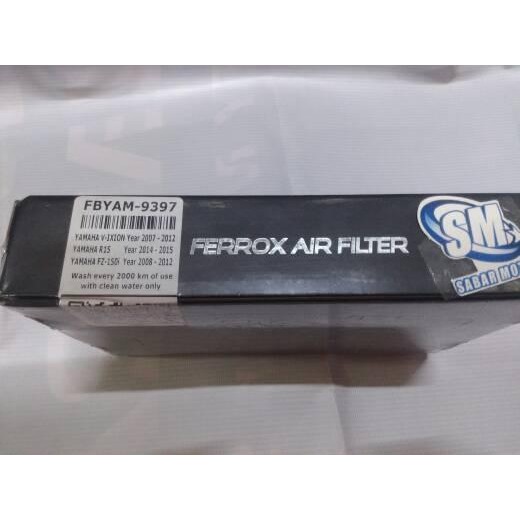 FBYAM-9397
YAMAHA V-IXION Year 2007 - 2012
YAMAHA R15 Year 2014 - 2015
YAMAHA FZ-150i Year 2008 - 2012
Wash every 2000 km of use
with clean water only
FERROX AIR FILTER
SM
SABAR MO